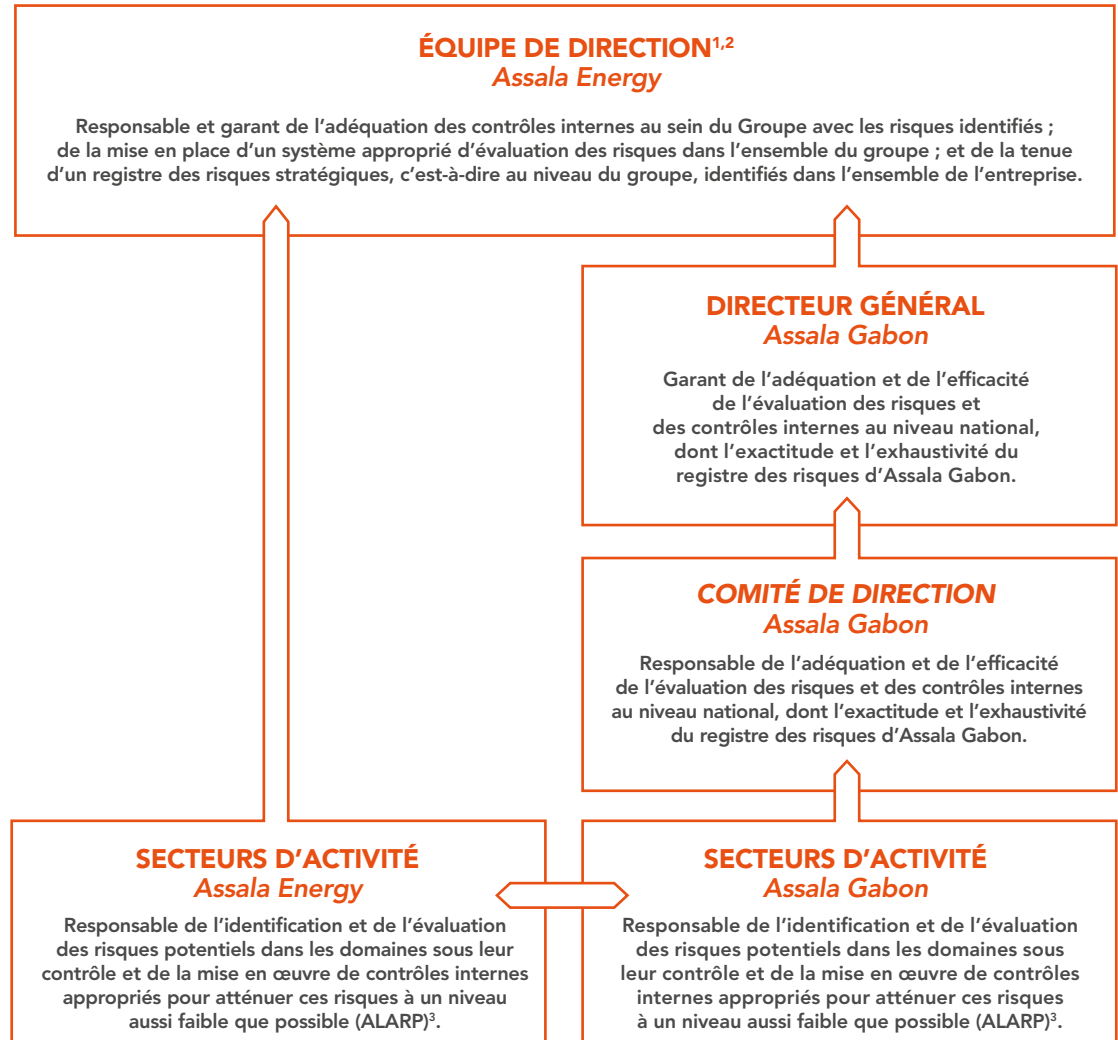 ÉQUIPE DE DIRECTION¹,²
Assala Energy
Responsable et garant de l’adéquation des contrôles internes au sein du Groupe avec les risques identifiés ;
de la mise en place d’un système approprié d’évaluation des risques dans l’ensemble du groupe ; et de la tenue
d’un registre des risques stratégiques, c’est-à-dire au niveau du groupe, identifiés dans l’ensemble de l’entreprise.
DIRECTEUR GÉNÉRAL
Assala Gabon
Garant de l’adéquation et de l’efficacité
de l’évaluation des risques et
des contrôles internes au niveau national,
dont l’exactitude et l’exhaustivité du
registre des risques d’Assala Gabon.
COMITÉ DE DIRECTION
Assala Gabon
Responsable de l’adéquation et de l’efficacité
de l’évaluation des risques et des contrôles internes
au niveau national, dont l’exactitude et l’exhaustivité
du registre des risques d’Assala Gabon.
SECTEURS D’ACTIVITÉ
Assala Energy
Responsable de l’identification et de l’évaluation
des risques potentiels dans les domaines sous leur
contrôle et de la mise en œuvre de contrôles internes
appropriés pour atténuer ces risques à un niveau
aussi faible que possible (ALARP)³.
SECTEURS D’ACTIVITÉ
Assala Gabon
Responsable de l’identification et de l’évaluation
des risques potentiels dans les domaines sous
leur contrôle et de la mise en œuvre de contrôles
internes appropriés pour atténuer ces risques
à un niveau aussi faible que possible (ALARP)³.